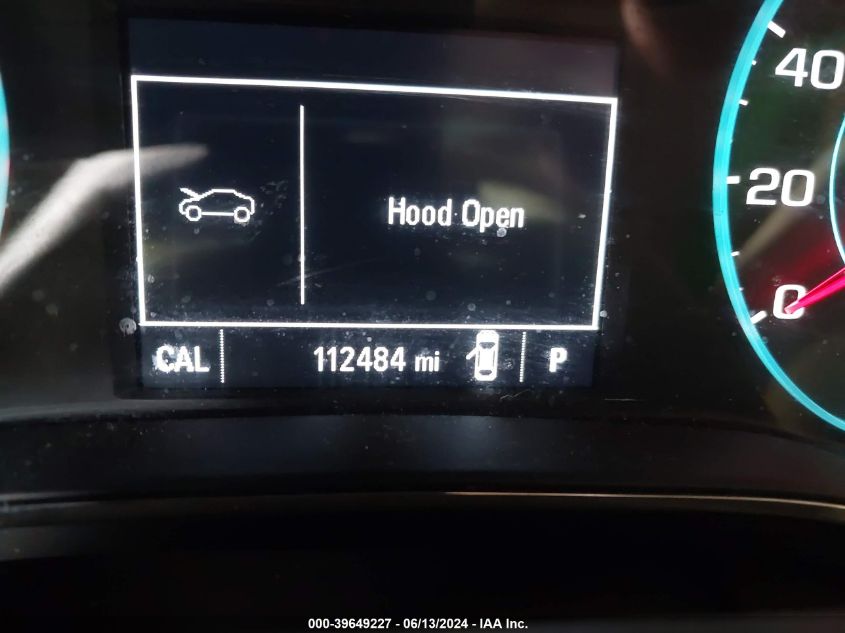 40
Hood Open
20
0
CAL 112484 mi P
000-39649227 - 06/13/2024 - IAA Inc.